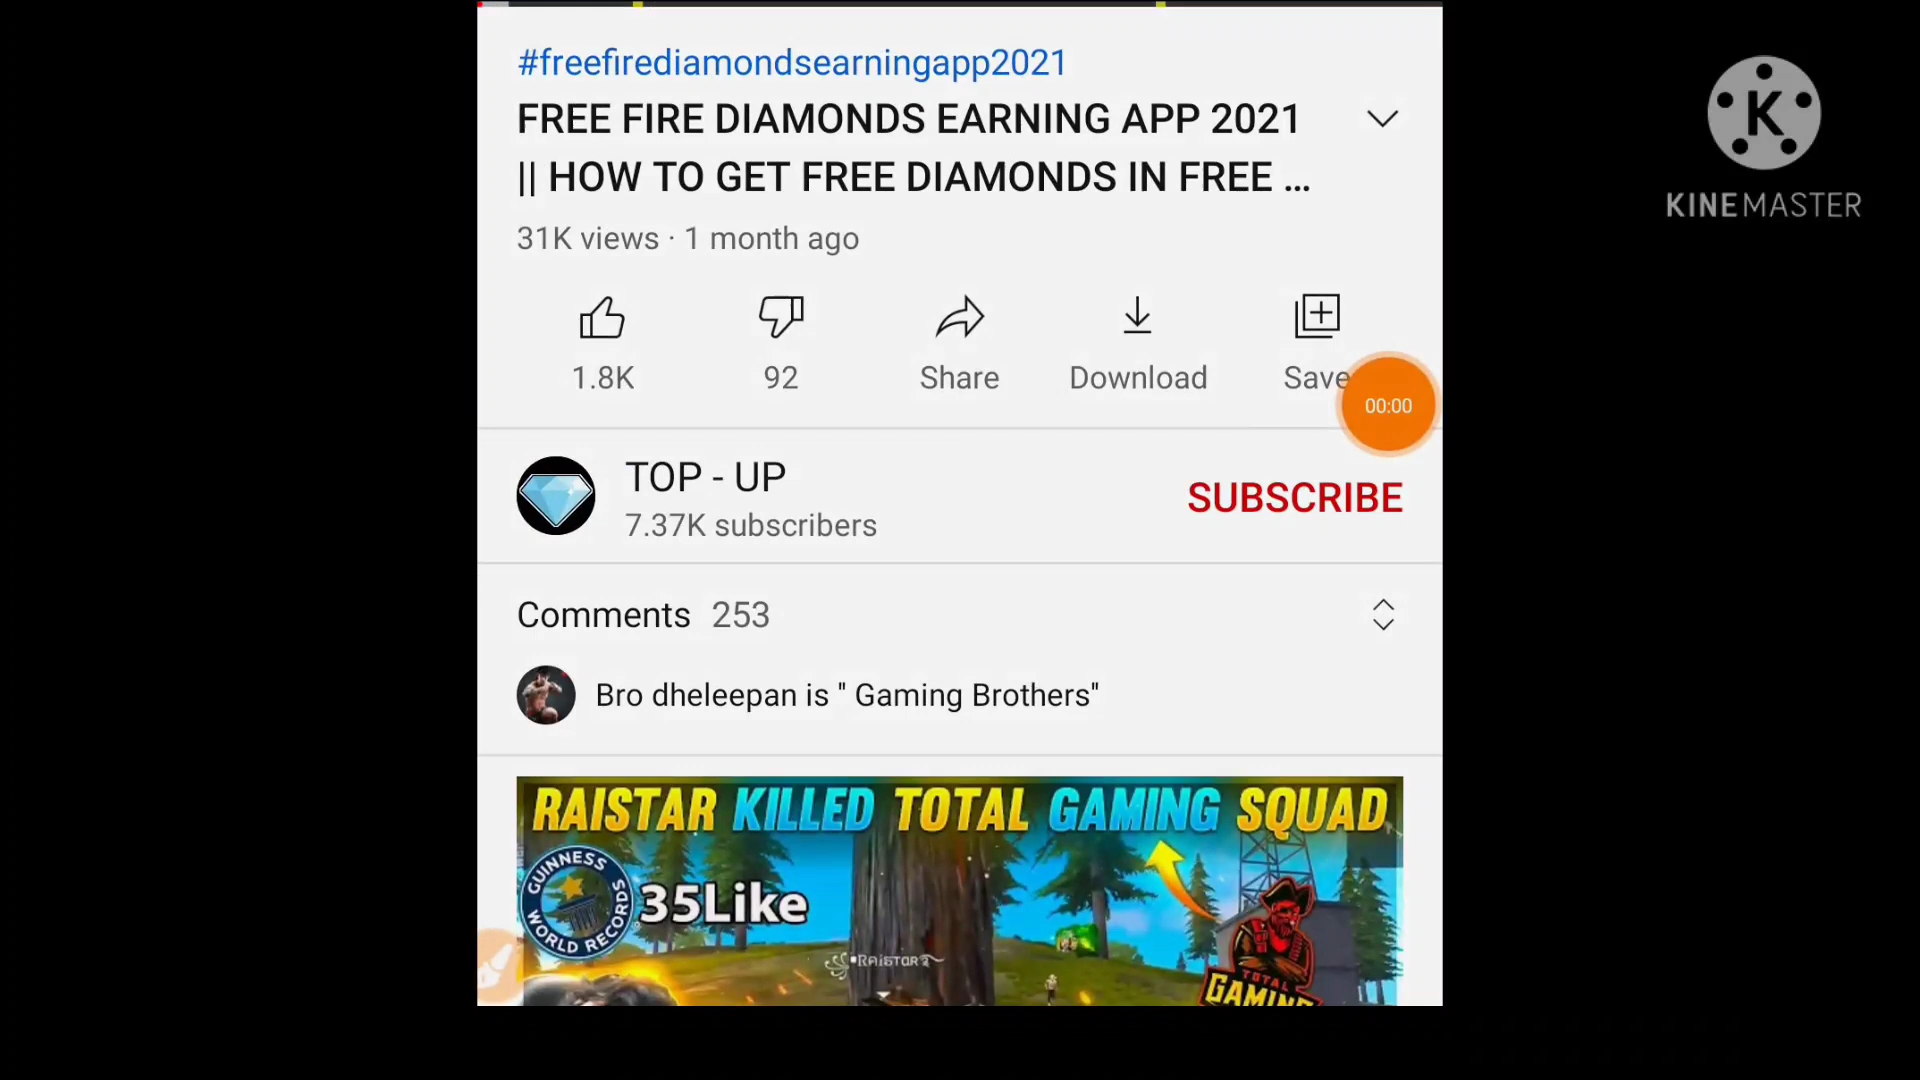 #freefirediamondsearningapp2021
FREE FIRE DIAMONDS EARNING APP 2021
|| HOW TO GET FREE DIAMONDS IN FREE ...
31K views · 1 month ago
1.8K 92 Share Download Save
00:00
TOP - UP
7.37K subscribers
SUBSCRIBE
Comments 253
Bro dheleepan is " Gaming Brothers"
RAISTAR KILLED TOTAL GAMING SQUAD
GUINNESS
WORLD RECORDS
35Like
RAISTAR
TOTAL
GAMING
K
KINEMASTER